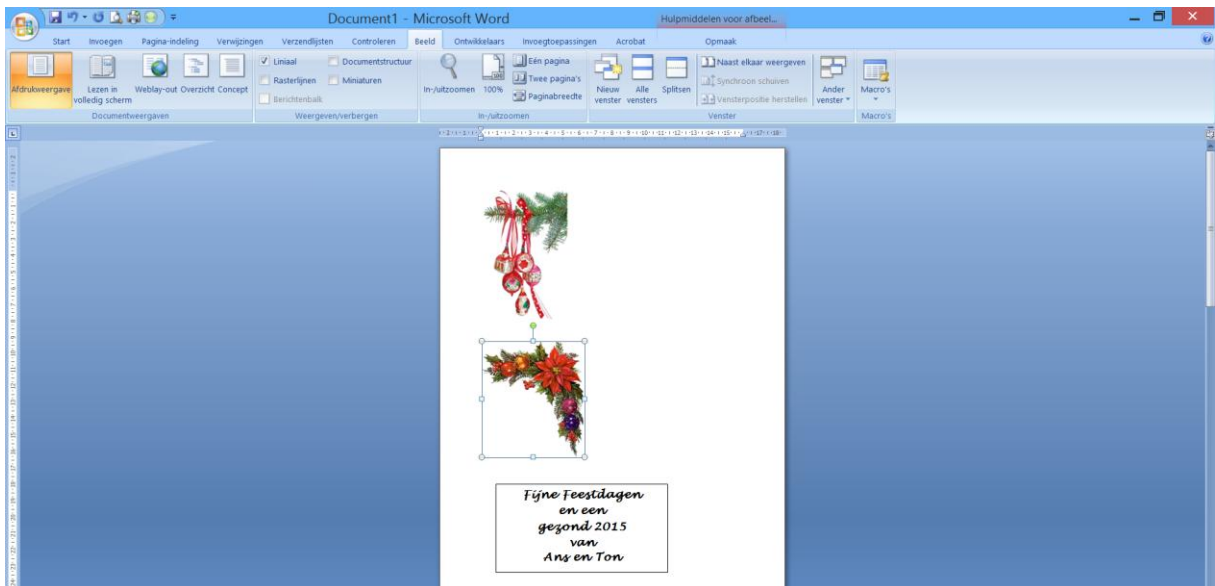 Document1 - Microsoft Word
Hulpmiddelen voor afbeel...
Start Invoegen Pagina-indeling Verwijzingen Verzendlijsten Controleren Beeld Ontwikkelaars Invoegtoepassingen Acrobat Opmaak
Afdrukweergave
Lezen in volledig scherm
Weblay-out
Overzicht
Concept
Documentweergaven
Liniaal
Rasterlijnen
Berichtenbalk
Documentstructuur
Miniaturen
Weergeven/verbergen
In-/uitzoomen
100%
Eén pagina
Twee pagina's
Paginabreedte
In-/uitzoomen
Nieuw venster
Alle vensters
Splitsen
Naast elkaar weergeven
Synchroon schuiven
Vensterpositie herstellen
Ander venster
Venster
Macro's
Macro's
Fijne Feestdagen
en een
gezond 2015
van
Ans en Ton